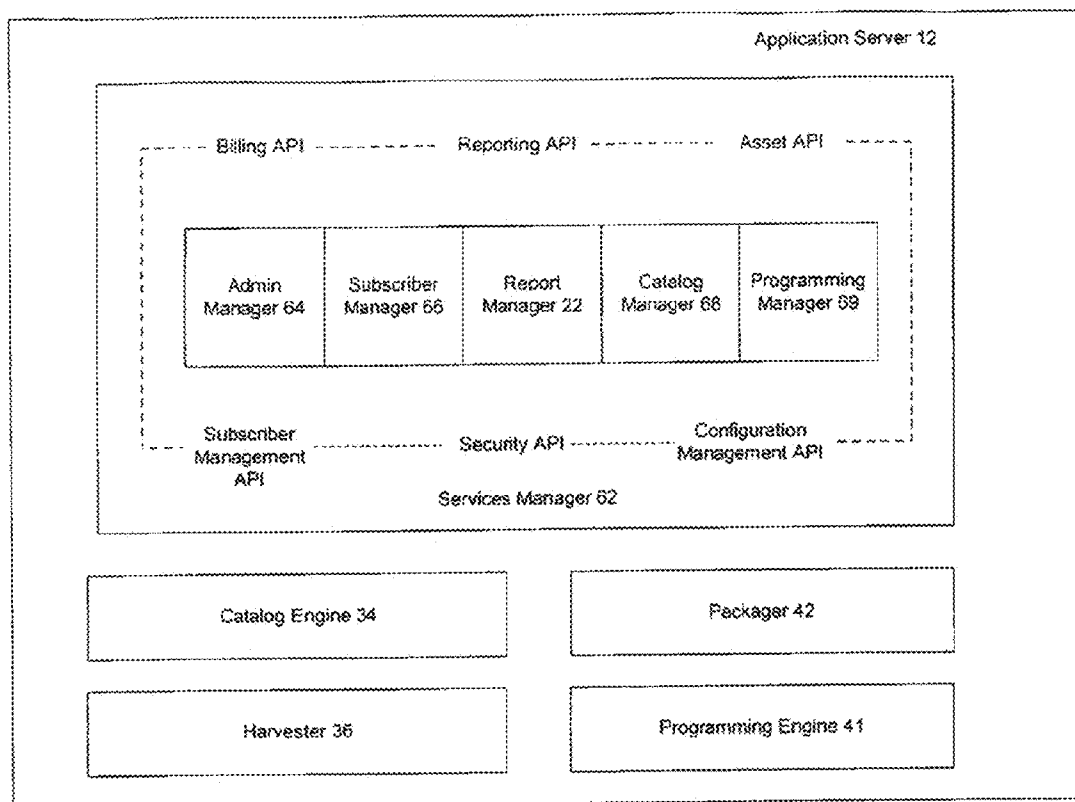 Application Server 12
Billing API
Reporting API
Asset API
Admin
Manager 64
Subscriber
Manager 66
Report
Manager 22
Catalog
Manager 68
Programming
Manager 69
Subscriber
Management
API
Security API
Configuration
Management API
Services Manager 62
Catalog Engine 34
Packager 42
Harvester 36
Programming Engine 41